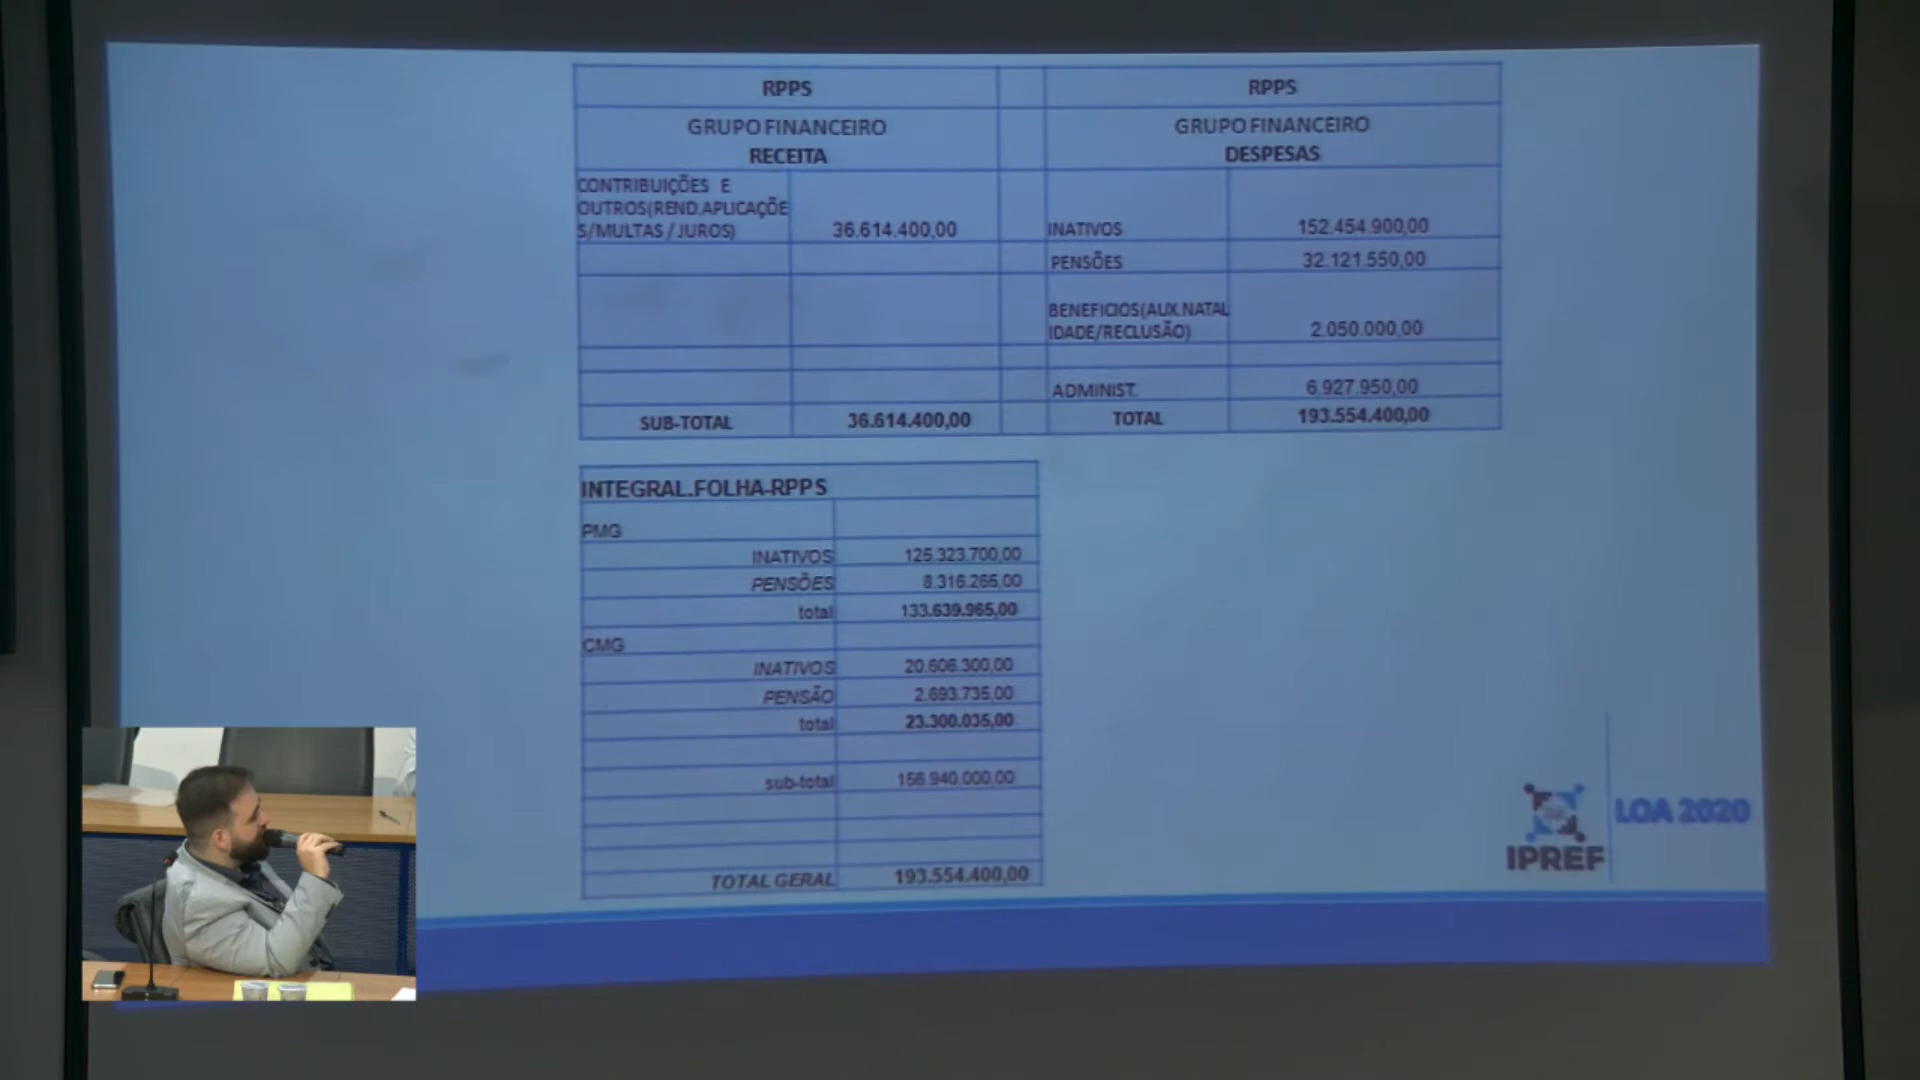 RPPS
RPPS
GRUPO FINANCEIRO
RECEITA
GRUPO FINANCEIRO
DESPESAS
CONTRIBUIÇÕES E
OUTROS(REND.APLICAÇÕE
S/MULTAS / JUROS)
36.614.400,00
INATIVOS
152.454.900,00
PENSÕES
32.121.550,00
BENEFICIOS(AUX.NATAL
IDADE/RECLUSÃO)
2.050.000,00
ADMINIST.
6.927.950,00
SUB-TOTAL
36.614.400,00
TOTAL
193.554.400,00
INTEGRAL.FOLHA-RPPS
PMG
INATIVOS
125.323.700,00
PENSÕES
8.316.265,00
total
133.639.965,00
CMG
INATIVOS
20.606.300,00
PENSÃO
2.693.735,00
total
23.300.035,00
sub-total
156.940.000,00
TOTAL GERAL
193.554.400,00
IPREF
LOA 2020